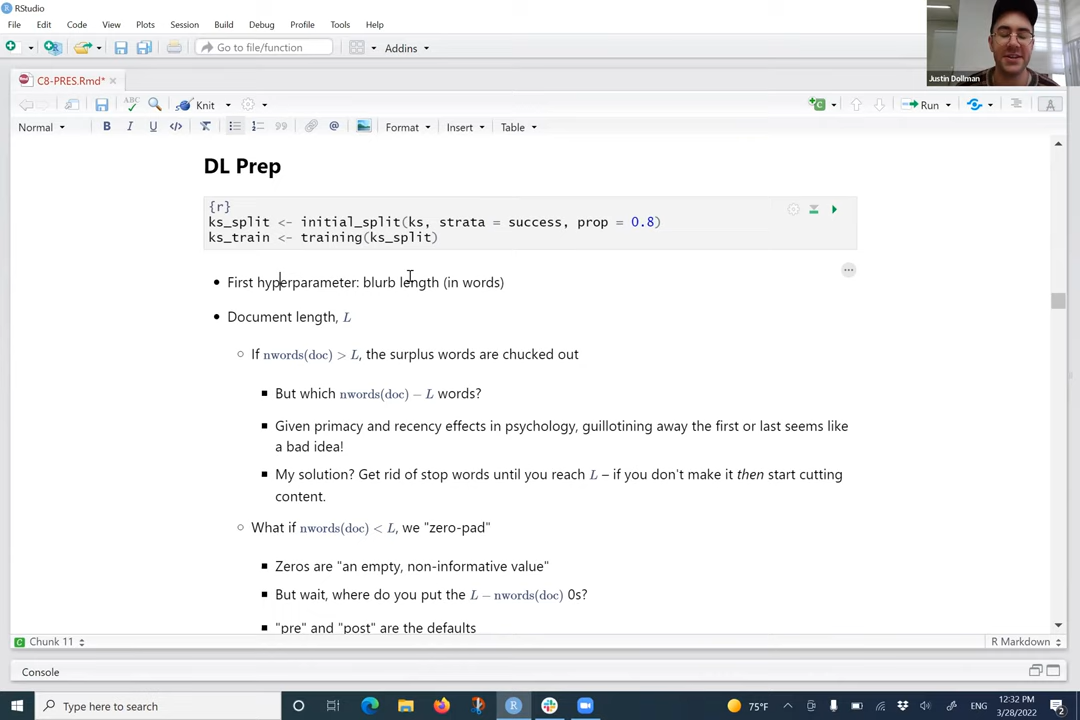 RStudio
File Edit Code View Plots Session Build Debug Profile Tools Help
Go to file/function Addins
Justin Dollman
C8-PRES.Rmd*
ABC Knit Run
Normal B I U Format Insert Table
DL Prep
{r}
ks_split <- initial_split(ks, strata = success, prop = 0.8)
ks_train <- training(ks_split)
• First hyperparameter: blurb length (in words)
• Document length, L
○ If nwords(doc) > L, the surplus words are chucked out
▪ But which nwords(doc) − L words?
▪ Given primacy and recency effects in psychology, guillotining away the first or last seems like
a bad idea!
▪ My solution? Get rid of stop words until you reach L – if you don't make it then start cutting
content.
○ What if nwords(doc) < L, we "zero-pad"
▪ Zeros are "an empty, non-informative value"
▪ But wait, where do you put the L − nwords(doc) 0s?
▪ "pre" and "post" are the defaults
Chunk 11 R Markdown
Console
Type here to search
75°F
12:32 PM
3/28/2022
2